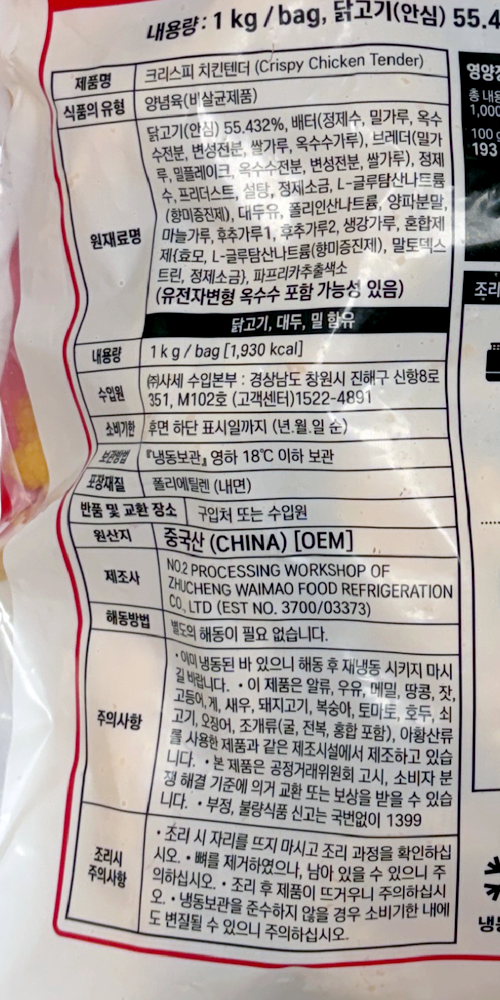 내용량 : 1 kg / bag, 닭고기(안심) 55.4
제품명 크리스피 치킨텐더 (Crispy Chicken Tender)
식품의 유형 양념육(비살균제품)
원재료명
닭고기(안심) 55.432%, 배터(정제수, 밀가루, 옥수
수전분, 변성전분, 쌀가루, 옥수수가루), 브레더(밀가
루, 밀플레이크, 옥수수전분, 변성전분, 쌀가루), 정제
수, 프리더스트, 설탕, 정제소금, L-글루탐산나트륨
(향미증진제), 대두유, 폴리인산나트륨, 양파분말,
마늘가루, 후추가루1, 후추가루2, 생강가루, 혼합제
제{효모, L-글루탐산나트륨(향미증진제), 말토덱스
트린, 정제소금}, 파프리카추출색소
(유전자변형 옥수수 포함 가능성 있음)
닭고기, 대두, 밀 함유
내용량 1 kg / bag [1,930 kcal]
수입원
㈜사세 수입본부 : 경상남도 창원시 진해구 신항8로
351, M102호 (고객센터)1522-4891
소비기한 후면 하단 표시일까지 (년.월.일 순)
보관방법 『냉동보관』 영하 18℃ 이하 보관
포장재질 폴리에틸렌 (내면)
반품 및 교환 장소 구입처 또는 수입원
원산지 중국산 (CHINA) [OEM]
제조사
NO.2 PROCESSING WORKSHOP OF
ZHUCHENG WAIMAO FOOD REFRIGERATION
CO., LTD (EST NO. 3700/03373)
해동방법 별도의 해동이 필요 없습니다.
주의사항
• 이미 냉동된 바 있으니 해동 후 재냉동 시키지 마시
길 바랍니다. • 이 제품은 알류, 우유, 메밀, 땅콩, 잣,
고등어, 게, 새우, 돼지고기, 복숭아, 토마토, 호두, 쇠
고기, 오징어, 조개류(굴, 전복, 홍합 포함), 아황산류
를 사용한 제품과 같은 제조시설에서 제조하고 있습
니다. • 본 제품은 공정거래위원회 고시, 소비자 분
쟁 해결 기준에 의거 교환 또는 보상을 받을 수 있습
니다. • 부정, 불량식품 신고는 국번없이 1399
조리시
주의사항
• 조리 시 자리를 뜨지 마시고 조리 과정을 확인하십
시오. • 뼈를 제거하였으나, 남아 있을 수 있으니 주
의하십시오. • 조리 후 제품이 뜨거우니 주의하십시
오. • 냉동보관을 준수하지 않을 경우 소비기한 내에
도 변질될 수 있으니 주의하십시오.
영양정
총 내용
1,000
100 g
193
조리
냉동